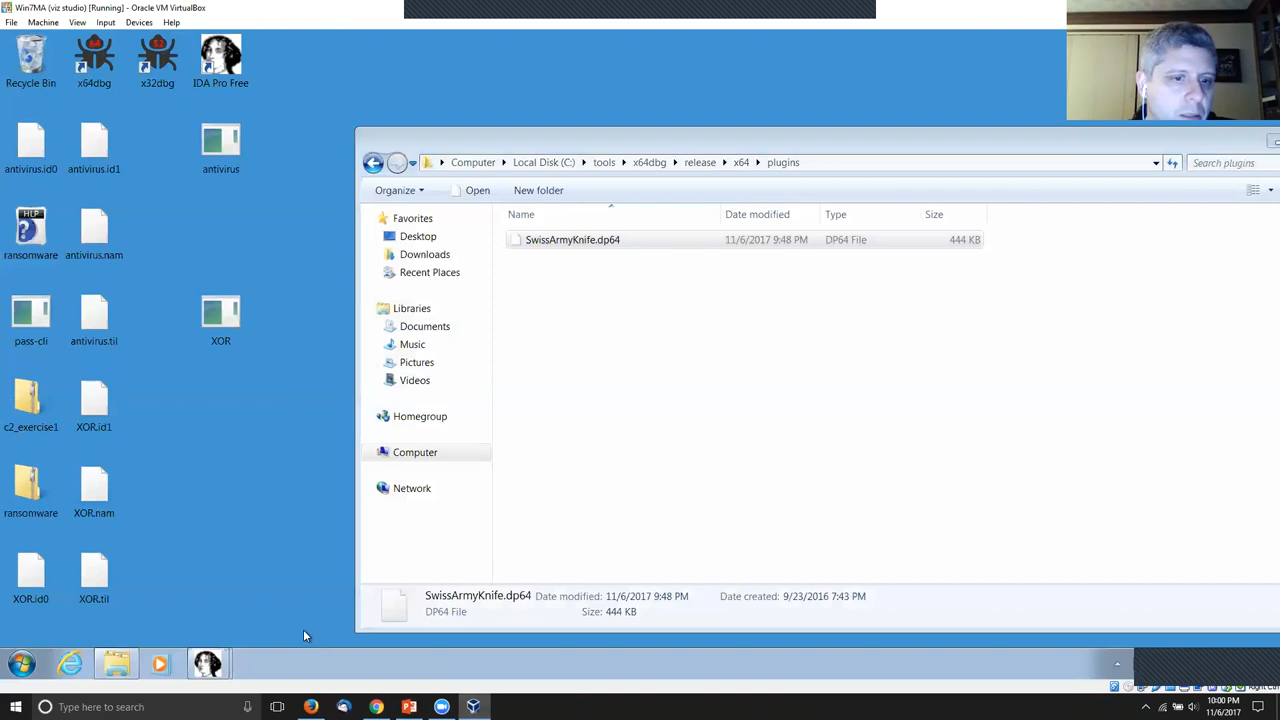 Win7MA (viz studio) [Running] - Oracle VM VirtualBox
File Machine View Input Devices Help
Recycle Bin x64dbg x32dbg IDA Pro Free
antivirus.id0 antivirus.id1 antivirus
HLP
ransomware antivirus.nam
pass-cli antivirus.til XOR
c2_exercise1 XOR.id1
ransomware XOR.nam
XOR.id0 XOR.til
Computer Local Disk (C:) tools x64dbg release x64 plugins Search plugins
Organize Open New folder
Name Date modified Type Size
SwissArmyKnife.dp64 11/6/2017 9:48 PM DP64 File 444 KB
Favorites
Desktop
Downloads
Recent Places
Libraries
Documents
Music
Pictures
Videos
Homegroup
Computer
Network
SwissArmyKnife.dp64 Date modified: 11/6/2017 9:48 PM Date created: 9/23/2016 7:43 PM
DP64 File Size: 444 KB
Type here to search
10:00 PM
11/6/2017